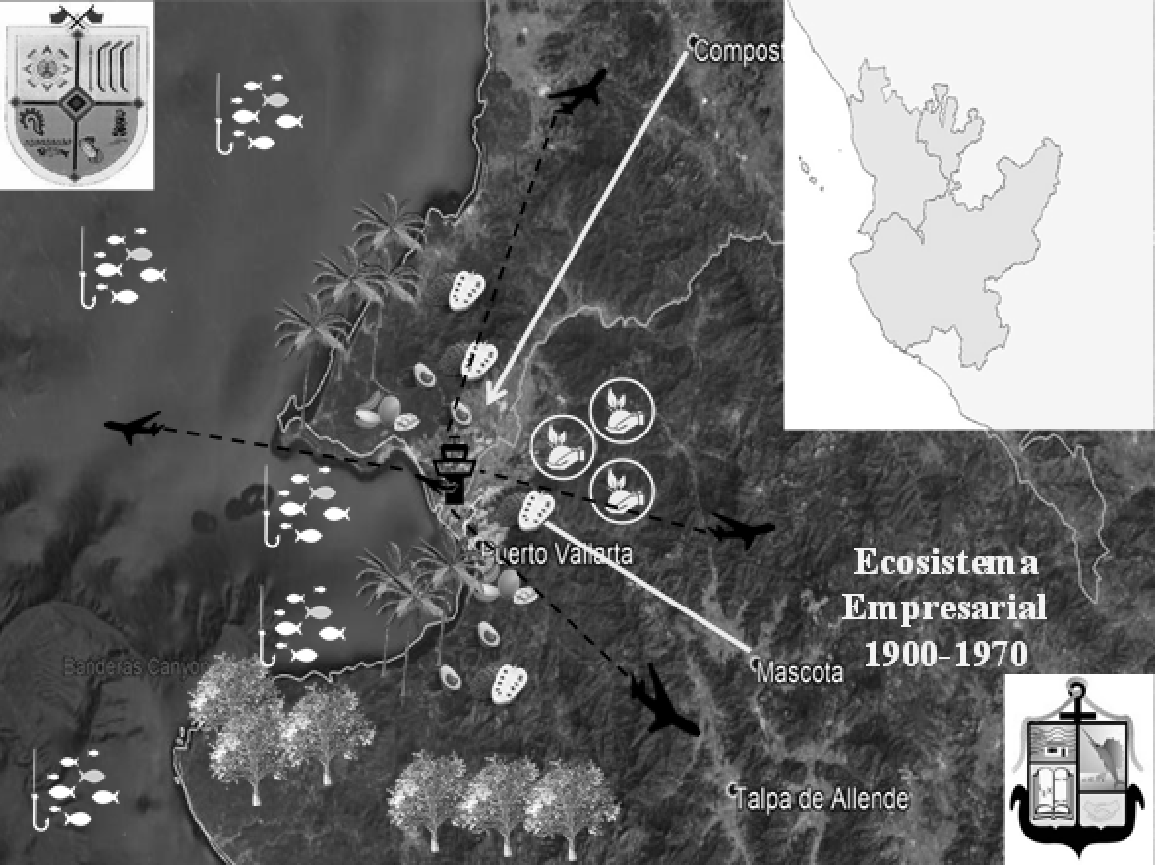 Compost
Puerto Vallarta
Ecosistema
Empresarial
1900-1970
Banderas Canyon
Mascota
Talpa de Allende